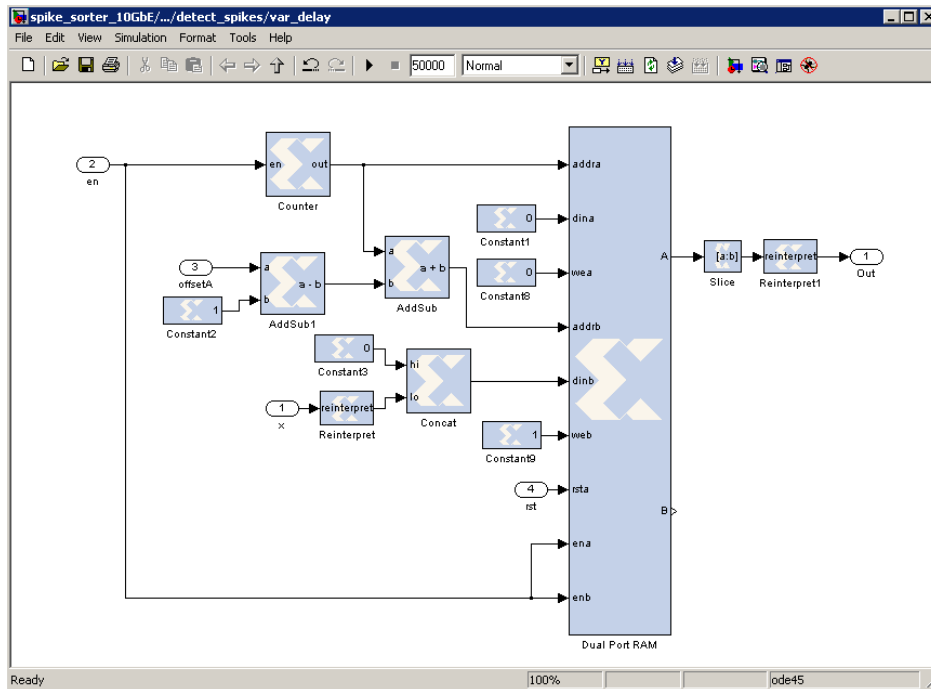 spike_sorter_10GbE/.../detect_spikes/var_delay
File Edit View Simulation Format Tools Help
50000 Normal
2
en
en out
Counter
3
offsetA
a
b
a - b
AddSub1
1
Constant2
a
b
a + b
AddSub
0
Constant1
0
Constant8
0
Constant3
1
x
reinterpret
Reinterpret
hi
lo
Concat
1
Constant9
4
rst
addra
dina
wea
addrb
dinb
web
rsta
ena
enb
A
B
Dual Port RAM
[a:b]
Slice
reinterpret
Reinterpret1
1
Out
Ready 100% ode45